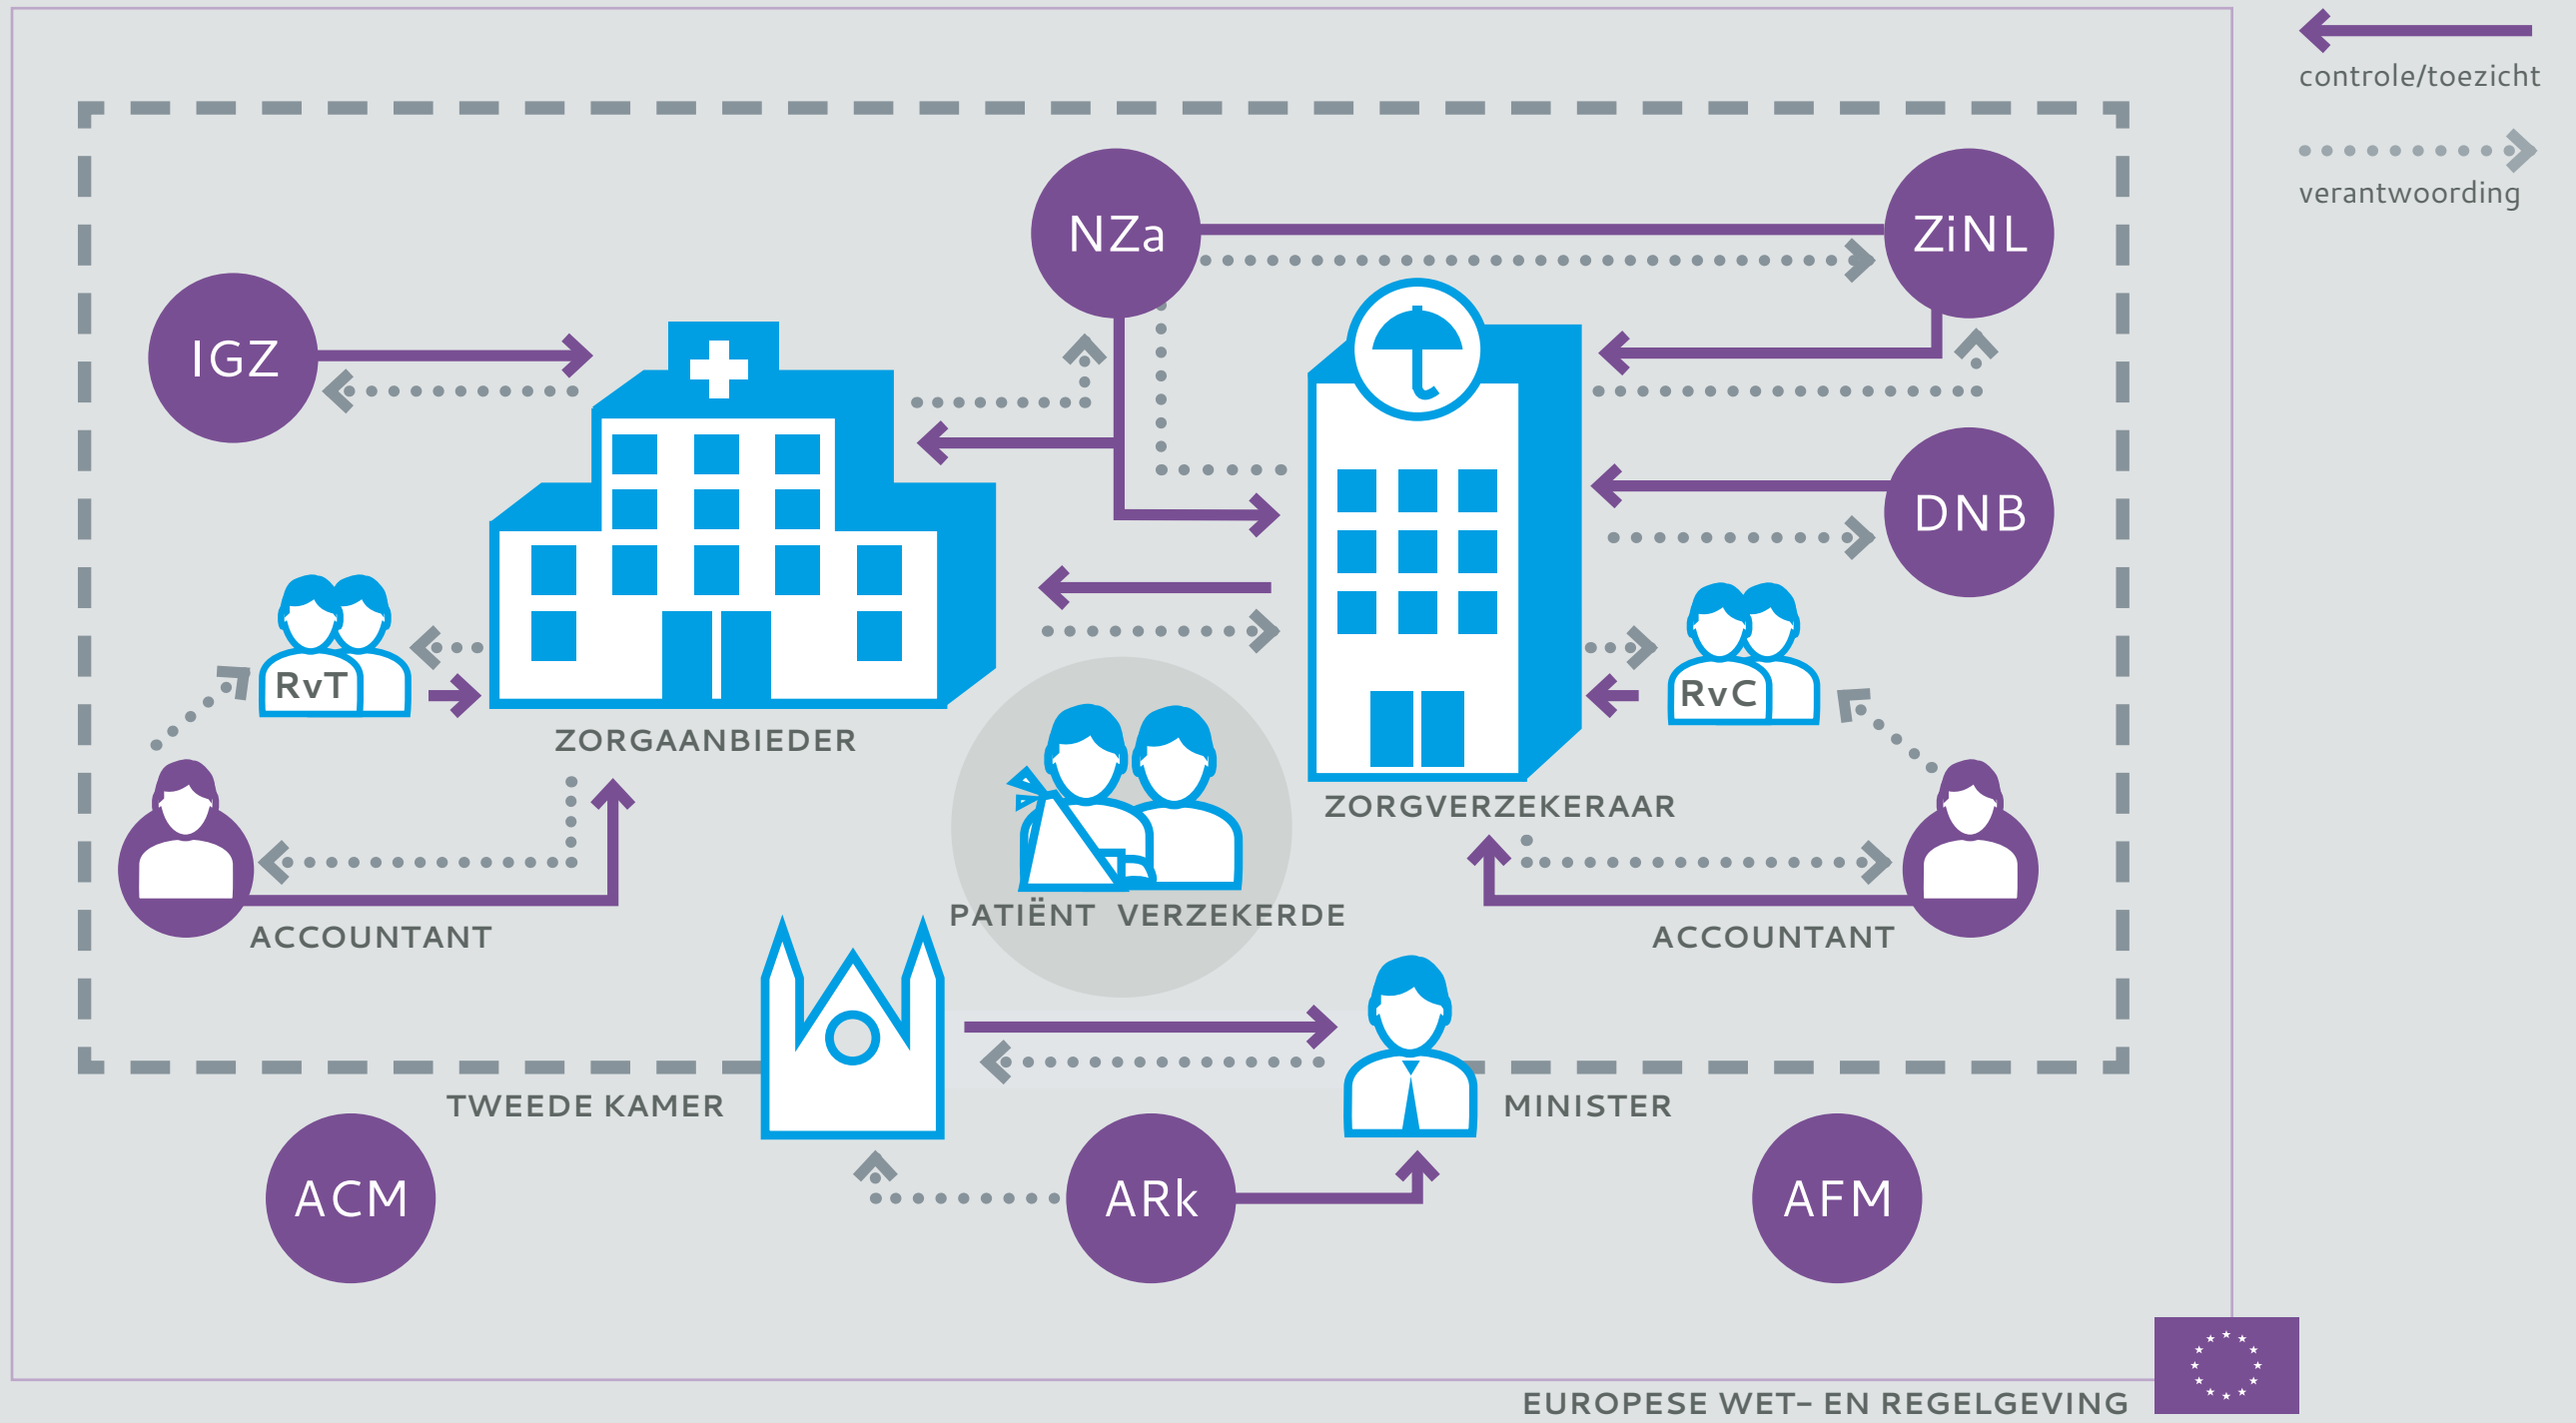 controle/toezicht
verantwoording
NZa
ZiNL
IGZ
DNB
RvT
RvC
ZORGAANBIEDER
ZORGVERZEKERAAR
PATIËNT VERZEKERDE
ACCOUNTANT
ACCOUNTANT
TWEEDE KAMER
MINISTER
ACM
ARk
AFM
EUROPESE WET- EN REGELGEVING